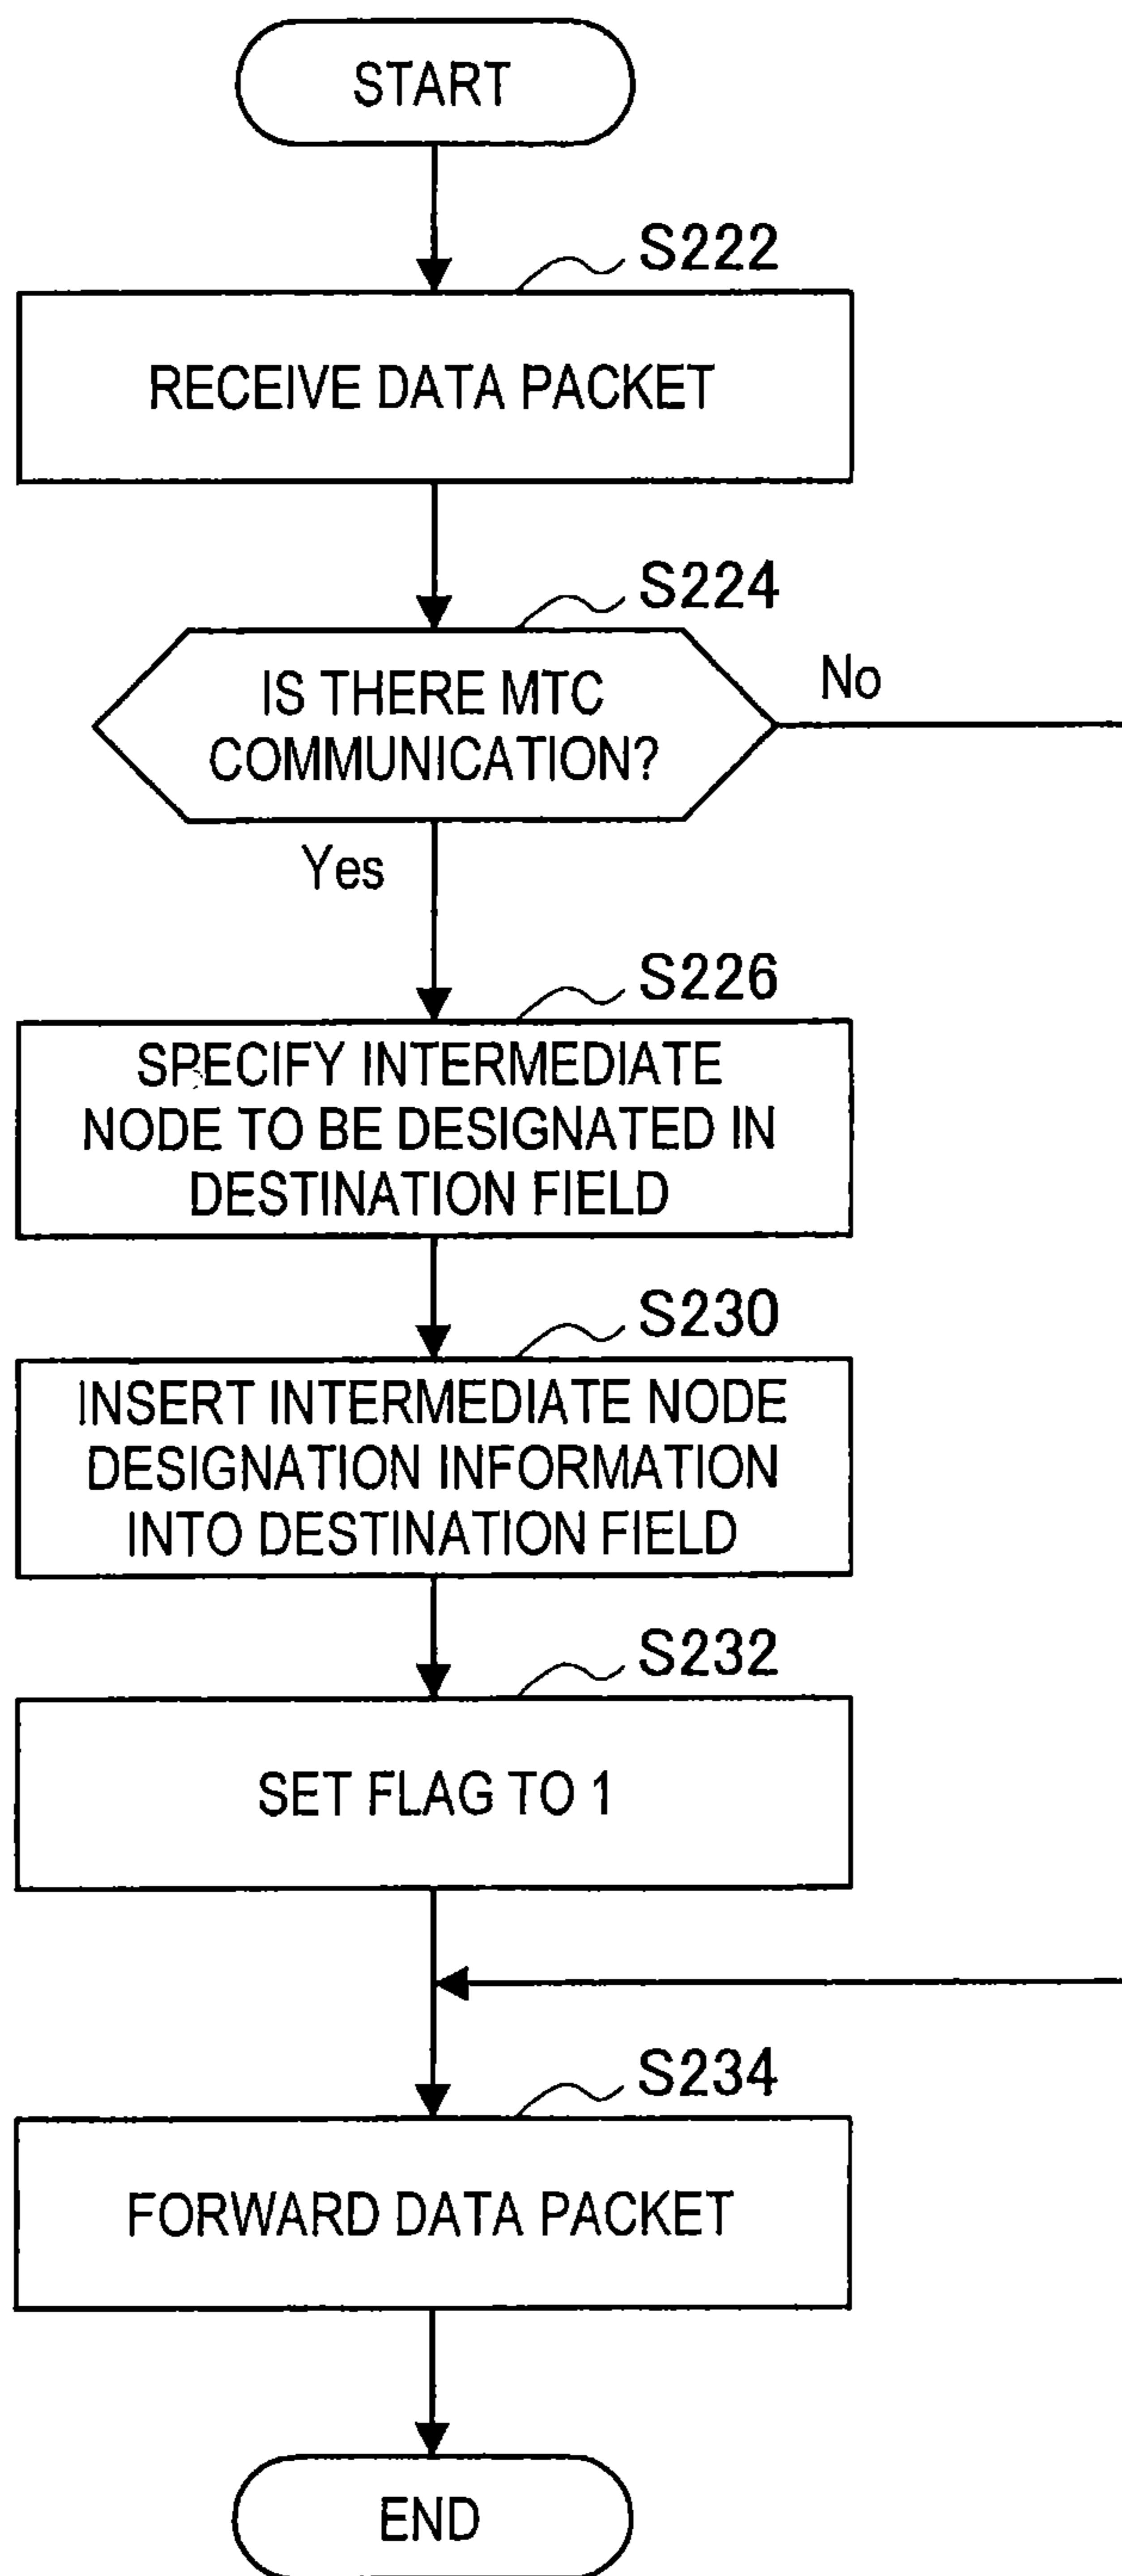 START
S222
RECEIVE DATA PACKET
S224
IS THERE MTC
COMMUNICATION?
No
Yes
S226
SPECIFY INTERMEDIATE
NODE TO BE DESIGNATED IN
DESTINATION FIELD
S230
INSERT INTERMEDIATE NODE
DESIGNATION INFORMATION
INTO DESTINATION FIELD
S232
SET FLAG TO 1
S234
FORWARD DATA PACKET
END